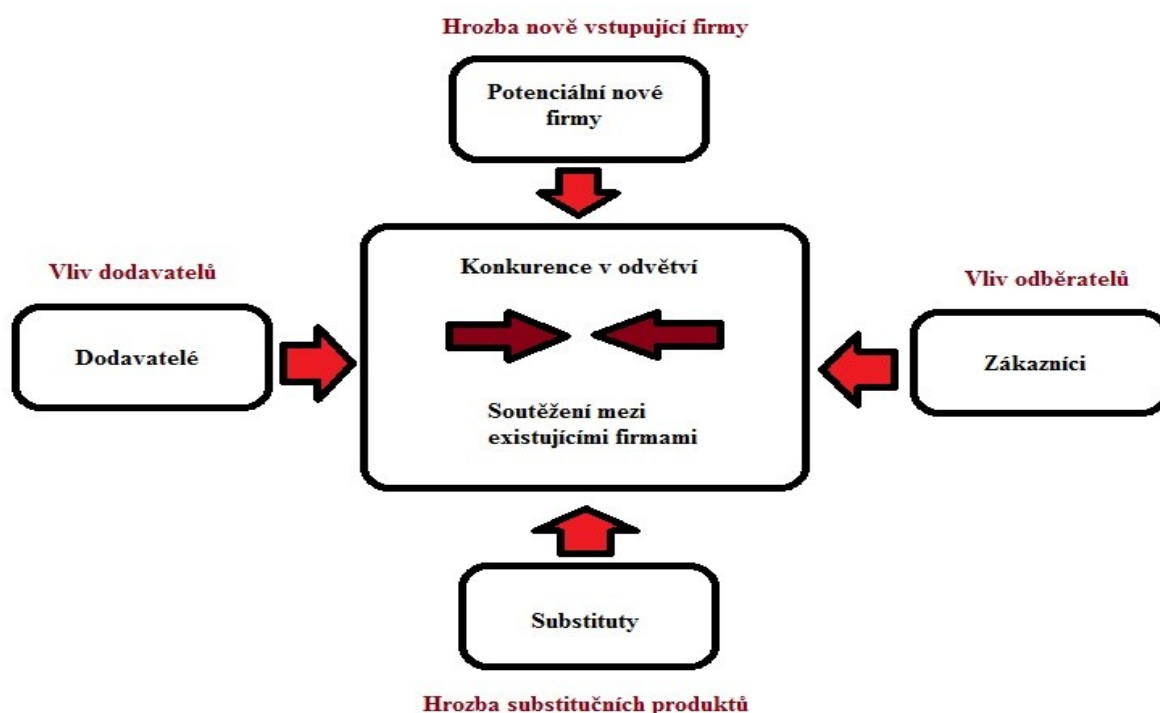 Hrozba nově vstupující firmy
Potenciální nové
firmy
Konkurence v odvětví
Vliv dodavatelů
Vliv odběratelů
Dodavatelé
Zákazníci
Soutěžení mezi
existujícími firmami
Substituty
Hrozba substitučních produktů